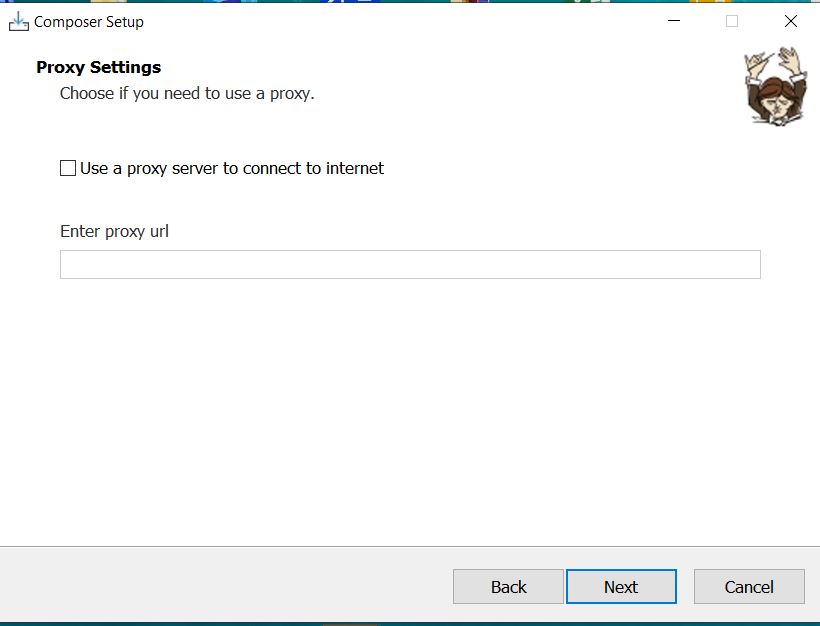 Composer Setup
Proxy Settings
Choose if you need to use a proxy.
Use a proxy server to connect to internet
Enter proxy url
Back
Next
Cancel